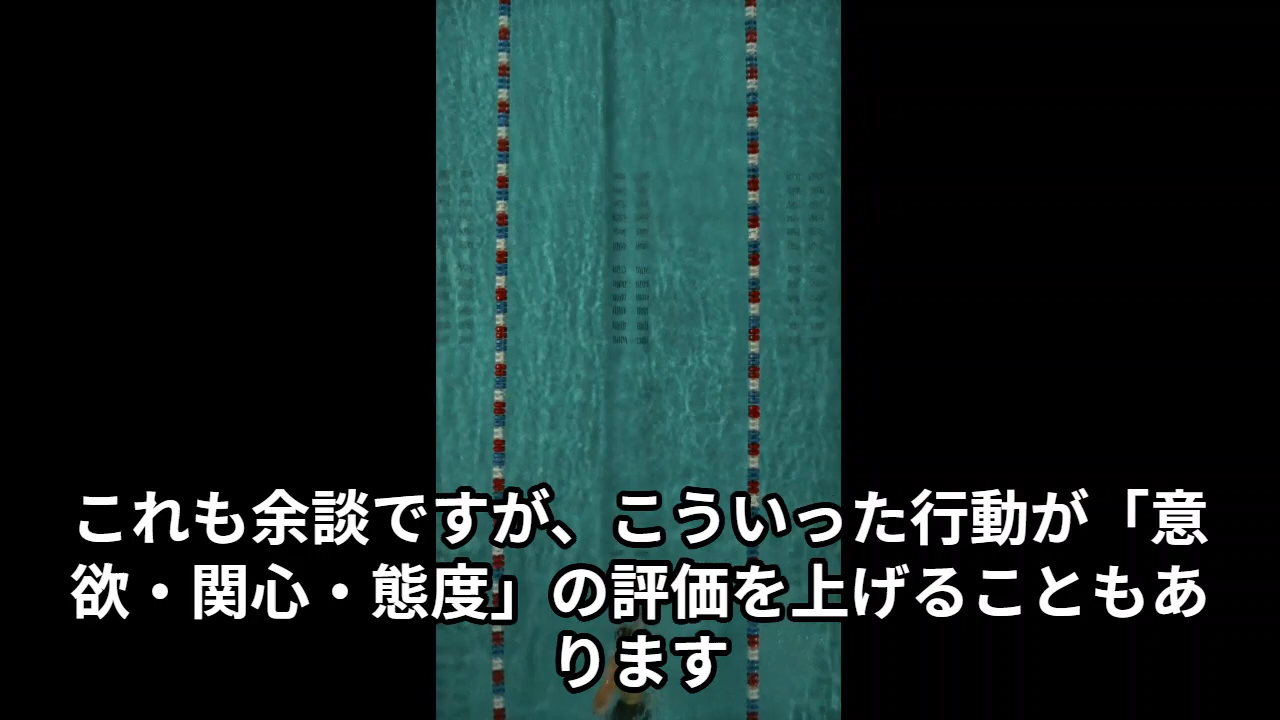 これも余談ですが、こういった行動が「意
欲・関心・態度」の評価を上げることもあ
ります